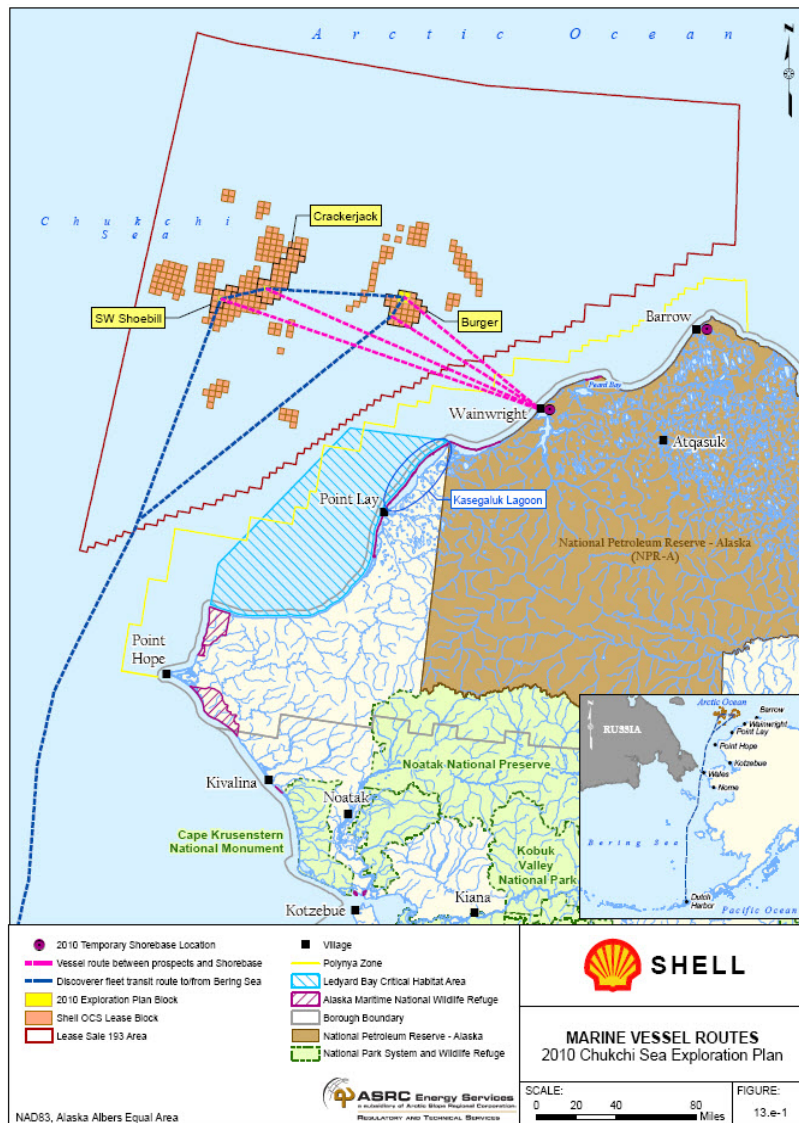 Arctic Ocean
N
Chukchi
Sea
Crackerjack
SW Shoebill
Burger
Barrow
Peard Bay
Wainwright
Atqasuk
Point Lay
Kasegaluk Lagoon
National Petroleum Reserve - Alaska
(NPR-A)
Point
Hope
Noatak National Preserve
Kivalina
Noatak
Cape Krusenstern
National Monument
Kobuk
Valley
National Park
Kotzebue
Kiana
Arctic Ocean
N
RUSSIA
Barrow
Wainwright
Point Lay
Point Hope
Kotzebue
Wales
Nome
Bering Sea
Dutch
Harbor
Pacific Ocean
2010 Temporary Shorebase Location
Vessel route between prospects and Shorebase
Discoverer fleet transit route to/from Bering Sea
2010 Exploration Plan Block
Shell OCS Lease Block
Lease Sale 193 Area
Village
Polynya Zone
Ledyard Bay Critical Habitat Area
Alaska Maritime National Wildlife Refuge
Borough Boundary
National Petroleum Reserve - Alaska
National Park System and Wildlife Refuge
NAD83, Alaska Albers Equal Area
ASRC Energy Services
a subsidiary of Arctic Slope Regional Corporation
REGULATORY AND TECHNICAL SERVICES
SHELL
MARINE VESSEL ROUTES
2010 Chukchi Sea Exploration Plan
SCALE:
0 20 40 80
Miles
FIGURE:
13.e-1